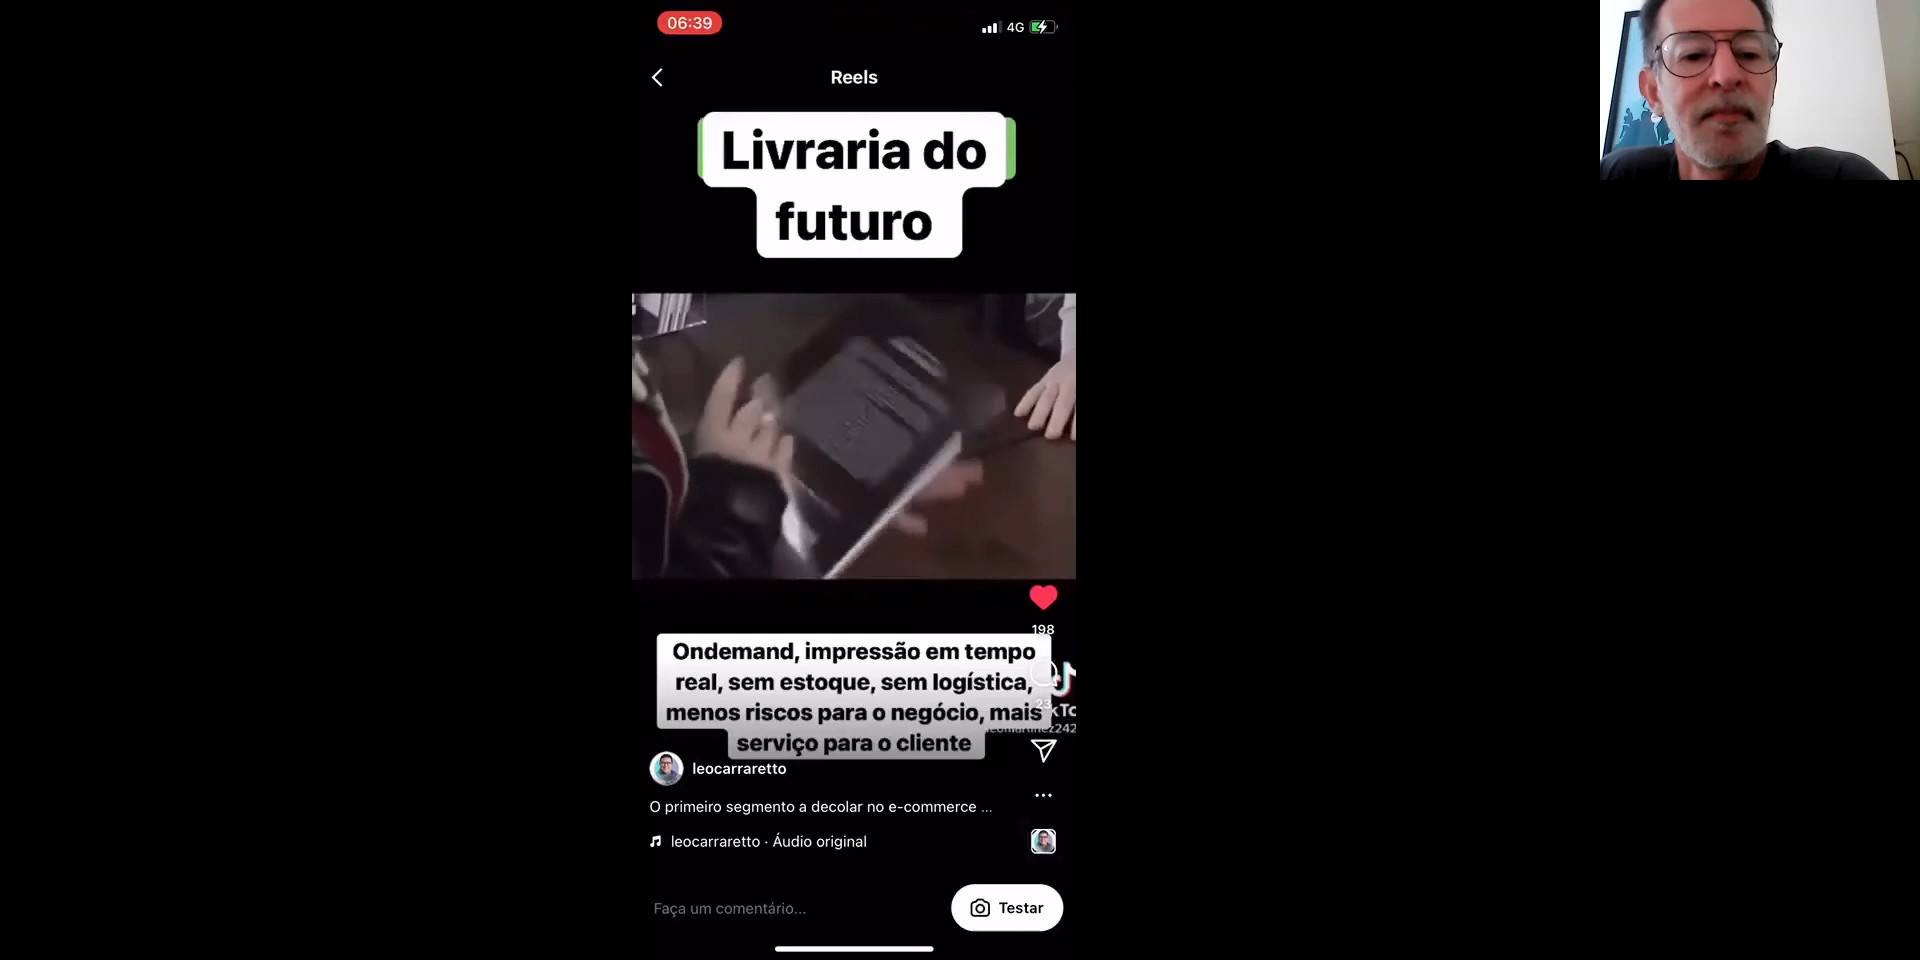 06:39
4G
Reels
Livraria do
futuro
198
Ondemand, impressão em tempo
real, sem estoque, sem logística,
menos riscos para o negócio, mais
serviço para o cliente
23
leocarraretto
O primeiro segmento a decolar no e-commerce ...
leocarraretto · Áudio original
Faça um comentário...
Testar